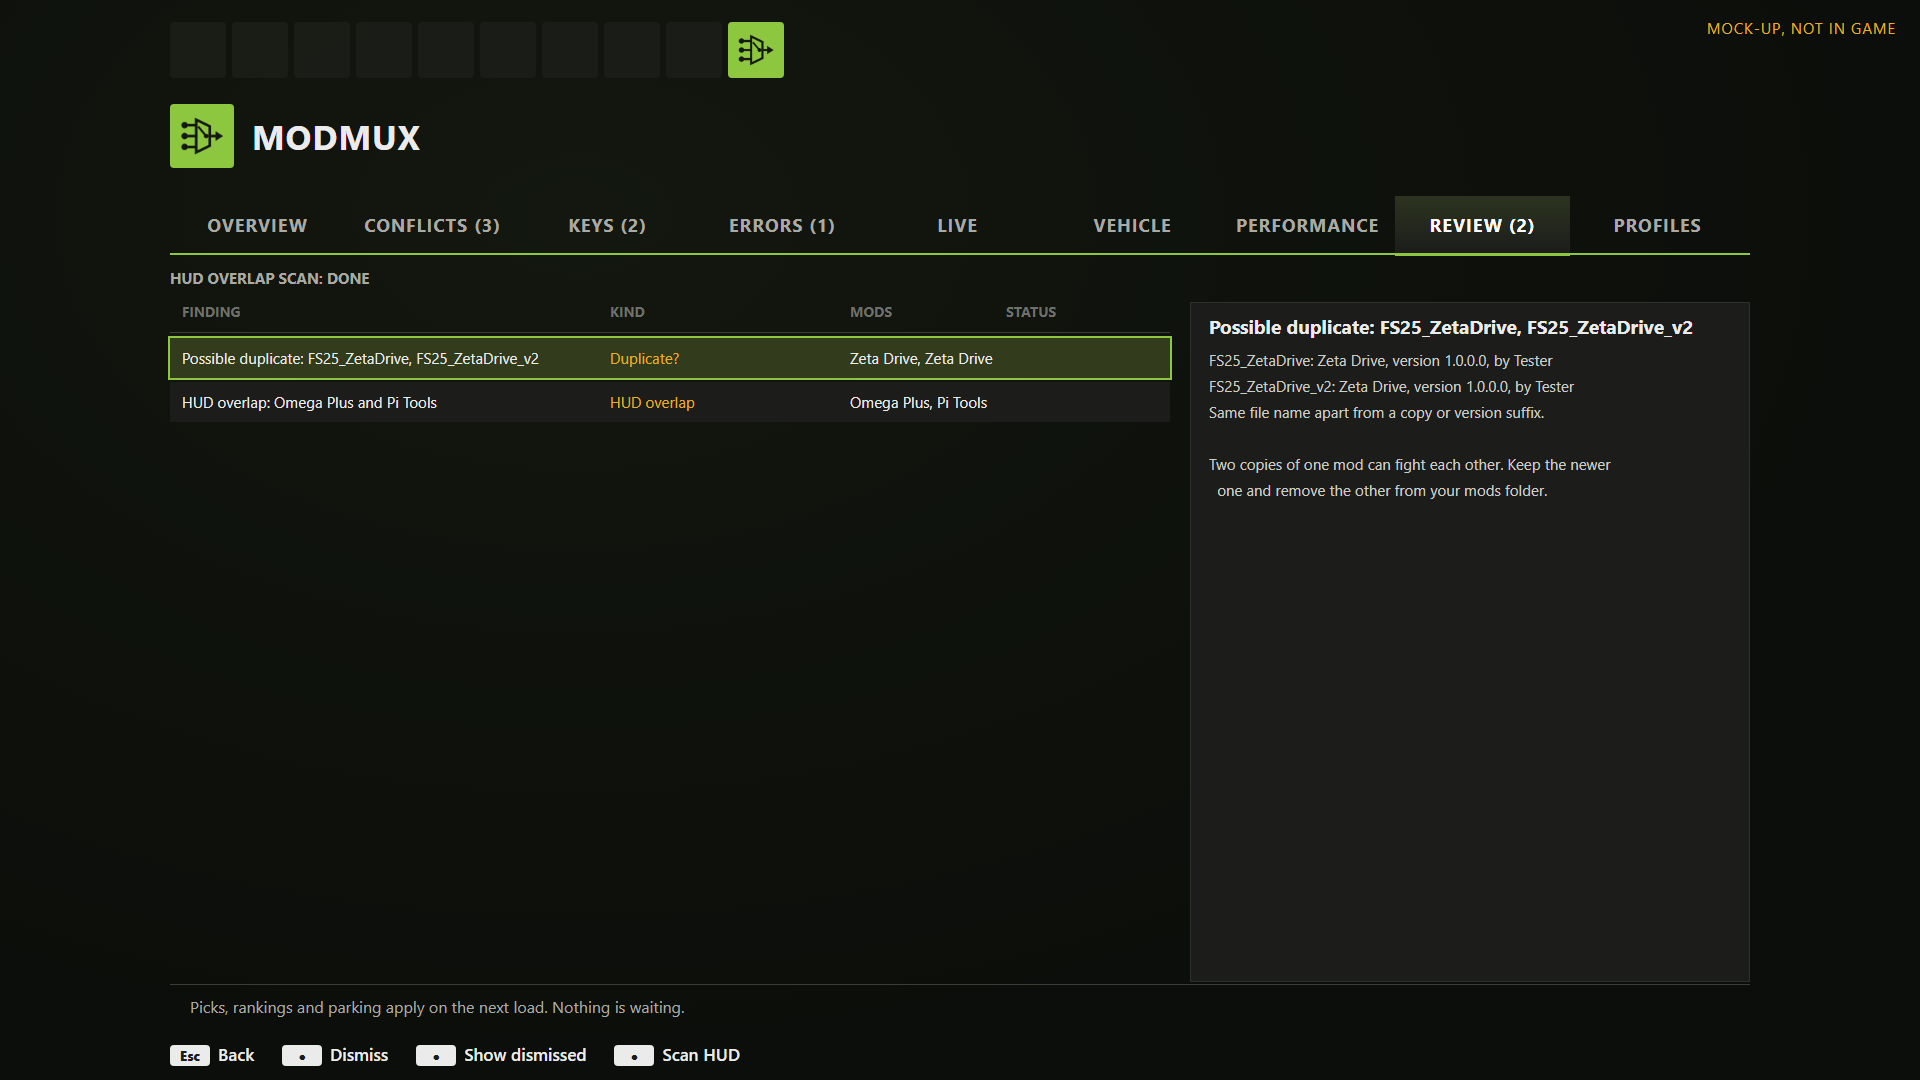 MOCK-UP, NOT IN GAME
MODMUX
OVERVIEW CONFLICTS (3) KEYS (2) ERRORS (1) LIVE VEHICLE PERFORMANCE REVIEW (2) PROFILES
HUD OVERLAP SCAN: DONE
FINDING KIND MODS STATUS
Possible duplicate: FS25_ZetaDrive, FS25_ZetaDrive_v2 Duplicate? Zeta Drive, Zeta Drive
HUD overlap: Omega Plus and Pi Tools HUD overlap Omega Plus, Pi Tools
Possible duplicate: FS25_ZetaDrive, FS25_ZetaDrive_v2
FS25_ZetaDrive: Zeta Drive, version 1.0.0.0, by Tester
FS25_ZetaDrive_v2: Zeta Drive, version 1.0.0.0, by Tester
Same file name apart from a copy or version suffix.
Two copies of one mod can fight each other. Keep the newer
one and remove the other from your mods folder.
Picks, rankings and parking apply on the next load. Nothing is waiting.
Esc Back Dismiss Show dismissed Scan HUD